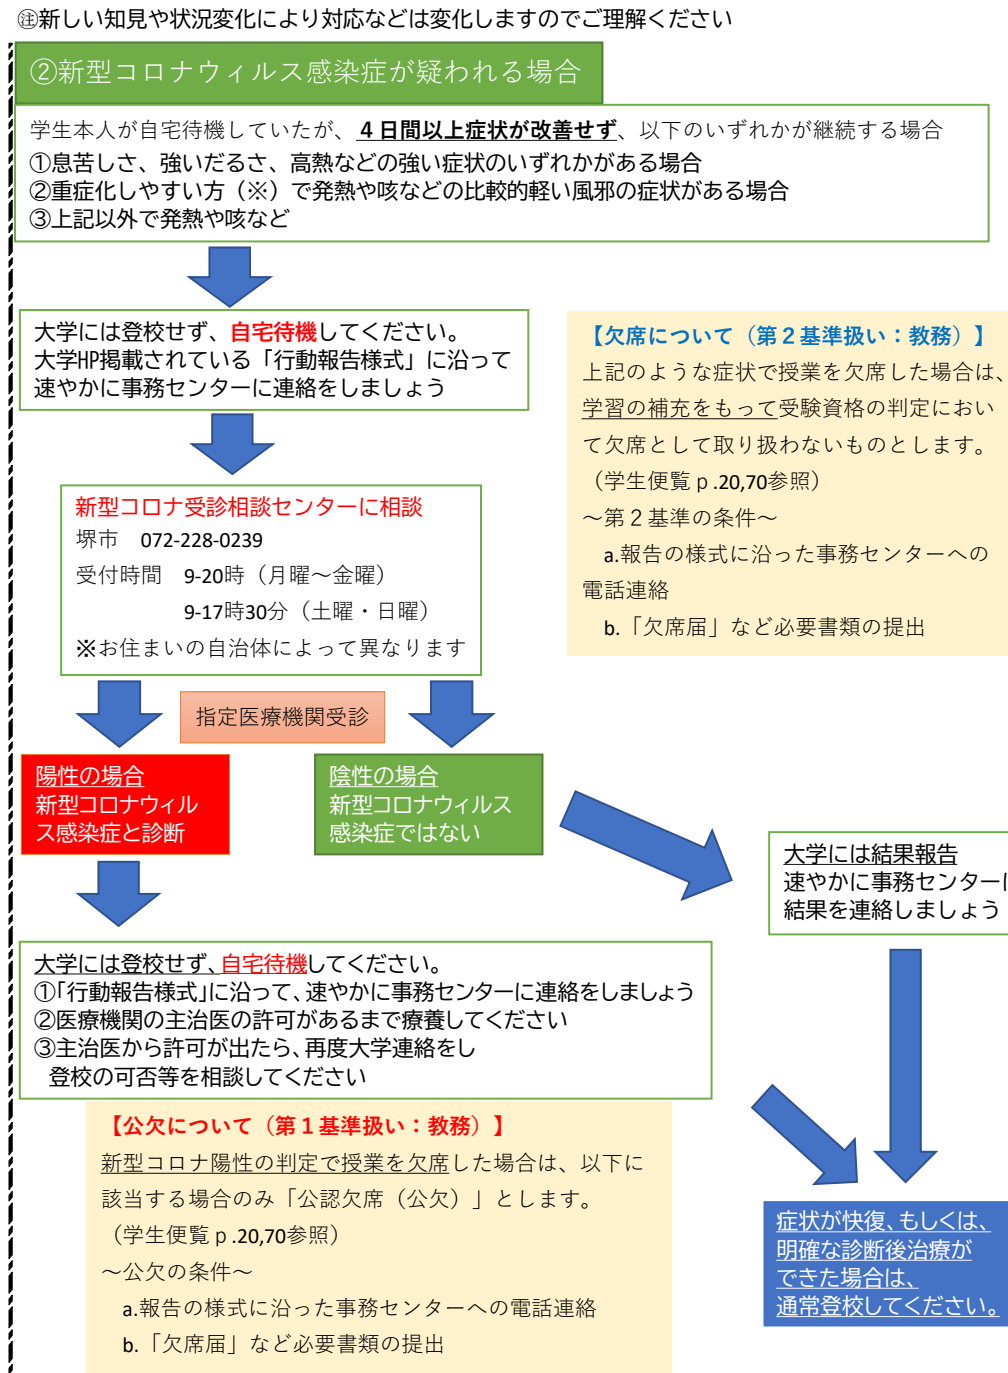 ㊟新しい知見や状況変化により対応などは変化しますのでご理解ください
②新型コロナウィルス感染症が疑われる場合
学生本人が自宅待機していたが、４日間以上症状が改善せず、以下のいずれかが継続する場合
①息苦しさ、強いだるさ、高熱などの強い症状のいずれかがある場合
②重症化しやすい方（※）で発熱や咳などの比較的軽い風邪の症状がある場合
③上記以外で発熱や咳など
大学には登校せず、自宅待機してください。
大学HP掲載されている「行動報告様式」に沿って
速やかに事務センターに連絡をしましょう
【欠席について（第２基準扱い：教務）】
上記のような症状で授業を欠席した場合は、
学習の補充をもって受験資格の判定におい
て欠席として取り扱わないものとします。
（学生便覧ｐ.20,70参照）
～第２基準の条件～
a.報告の様式に沿った事務センターへの
電話連絡
b.「欠席届」など必要書類の提出
新型コロナ受診相談センターに相談
堺市　072-228-0239
受付時間　9-20時（月曜～金曜）
9-17時30分（土曜・日曜）
※お住まいの自治体によって異なります
指定医療機関受診
陽性の場合
新型コロナウィル
ス感染症と診断
陰性の場合
新型コロナウィルス
感染症ではない
大学には結果報告
速やかに事務センターに
結果を連絡しましょう
大学には登校せず、自宅待機してください。
①「行動報告様式」に沿って、速やかに事務センターに連絡をしましょう
②医療機関の主治医の許可があるまで療養してください
③主治医から許可が出たら、再度大学連絡をし
登校の可否等を相談してください
【公欠について（第１基準扱い：教務）】
新型コロナ陽性の判定で授業を欠席した場合は、以下に
該当する場合のみ「公認欠席（公欠）」とします。
（学生便覧ｐ.20,70参照）
～公欠の条件～
a.報告の様式に沿った事務センターへの電話連絡
b.「欠席届」など必要書類の提出
症状が快復、もしくは、
明確な診断後治療が
できた場合は、
通常登校してください。